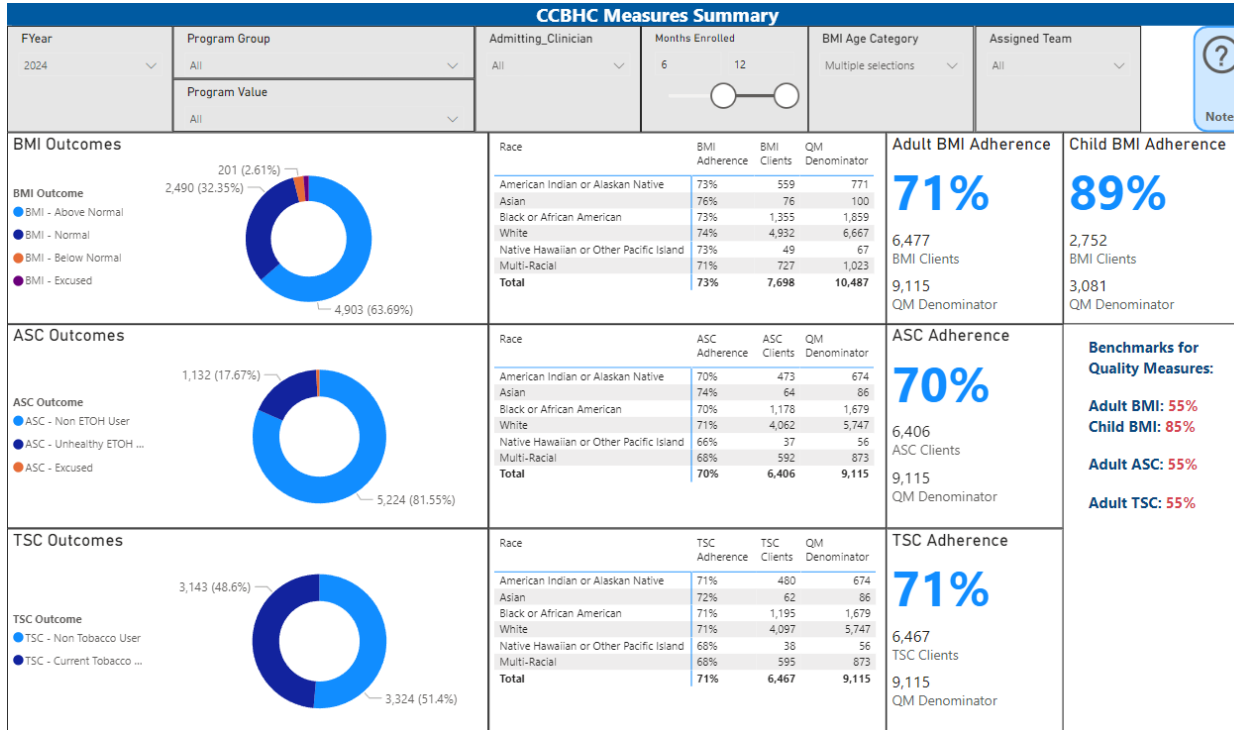 CCBHC Measures Summary
FYear
2024
Program Group
All
Program Value
All
Admitting_Clinician
All
Months Enrolled
6 12
BMI Age Category
Multiple selections
Assigned Team
All
?
Note
BMI Outcomes
BMI Outcome
BMI - Above Normal
BMI - Normal
BMI - Below Normal
BMI - Excused
201 (2.61%)
2,490 (32.35%)
4,903 (63.69%)
Race BMI Adherence BMI Clients QM Denominator
American Indian or Alaskan Native 73% 559 771
Asian 76% 76 100
Black or African American 73% 1,355 1,859
White 74% 4,932 6,667
Native Hawaiian or Other Pacific Island 73% 49 67
Multi-Racial 71% 727 1,023
Total 73% 7,698 10,487
Adult BMI Adherence
71%
6,477
BMI Clients
9,115
QM Denominator
Child BMI Adherence
89%
2,752
BMI Clients
3,081
QM Denominator
ASC Outcomes
ASC Outcome
ASC - Non ETOH User
ASC - Unhealthy ETOH ...
ASC - Excused
1,132 (17.67%)
5,224 (81.55%)
Race ASC Adherence ASC Clients QM Denominator
American Indian or Alaskan Native 70% 473 674
Asian 74% 64 86
Black or African American 70% 1,178 1,679
White 71% 4,062 5,747
Native Hawaiian or Other Pacific Island 66% 37 56
Multi-Racial 68% 592 873
Total 70% 6,406 9,115
ASC Adherence
70%
6,406
ASC Clients
9,115
QM Denominator
Benchmarks for
Quality Measures:
Adult BMI: 55%
Child BMI: 85%
Adult ASC: 55%
Adult TSC: 55%
TSC Outcomes
TSC Outcome
TSC - Non Tobacco User
TSC - Current Tobacco ...
3,143 (48.6%)
3,324 (51.4%)
Race TSC Adherence TSC Clients QM Denominator
American Indian or Alaskan Native 71% 480 674
Asian 72% 62 86
Black or African American 71% 1,195 1,679
White 71% 4,097 5,747
Native Hawaiian or Other Pacific Island 68% 38 56
Multi-Racial 68% 595 873
Total 71% 6,467 9,115
TSC Adherence
71%
6,467
TSC Clients
9,115
QM Denominator